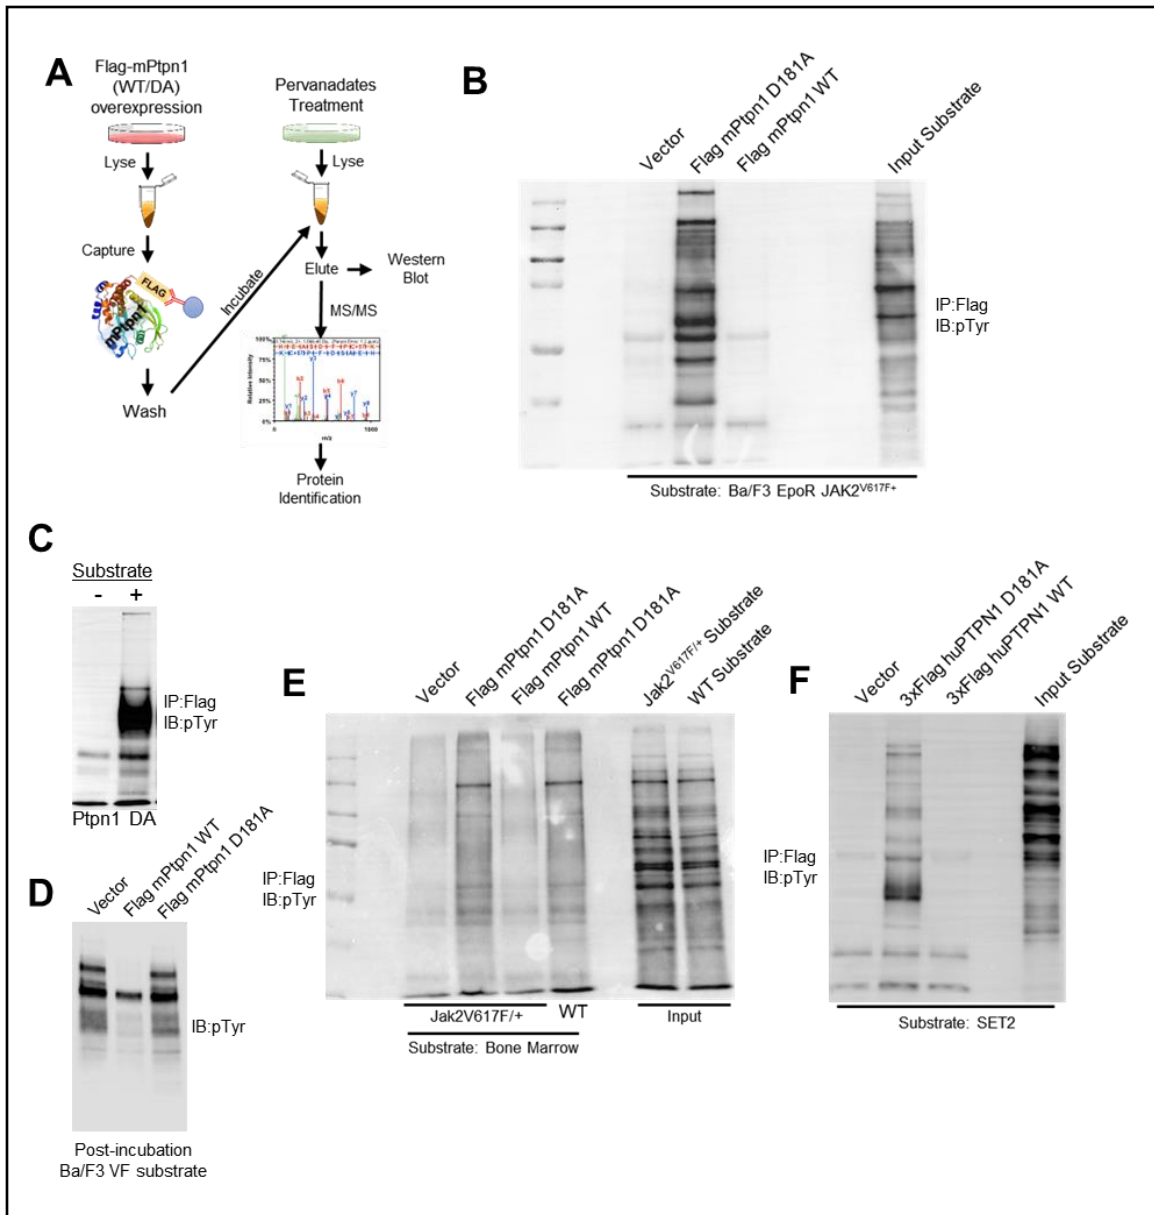 A
Flag-mPtpn1
(WT/DA)
overexpression
Pervanadates
Treatment
Lyse
Lyse
Capture
FLAG
mPtpn1
Incubate
Elute
Western
Blot
MS/MS
Wash
Protein
Identification
B
Vector
Flag mPtpn1 D181A
Flag mPtpn1 WT
Input Substrate
IP:Flag
IB:pTyr
Substrate: Ba/F3 EpoR JAK2V617F+
C
Substrate
- +
IP:Flag
IB:pTyr
Ptpn1 DA
D
Vector
Flag mPtpn1 WT
Flag mPtpn1 D181A
IB:pTyr
Post-incubation
Ba/F3 VF substrate
E
Vector
Flag mPtpn1 D181A
Flag mPtpn1 WT
Flag mPtpn1 D181A
Jak2V617F/+ Substrate
WT Substrate
IP:Flag
IB:pTyr
Jak2V617F/+ WT Input
Substrate: Bone Marrow
F
Vector
3xFlag huPTPN1 D181A
3xFlag huPTPN1 WT
Input Substrate
IP:Flag
IB:pTyr
Substrate: SET2